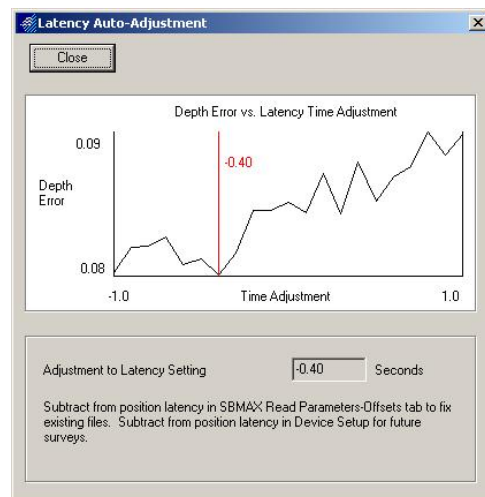 Latency Auto-Adjustment
Close
Depth Error vs. Latency Time Adjustment
0.09
-0.40
Depth
Error
0.08
-1.0 Time Adjustment 1.0
Adjustment to Latency Setting -0.40 Seconds
Subtract from position latency in SBMAX Read Parameters-Offsets tab to fix
existing files. Subtract from position latency in Device Setup for future
surveys.